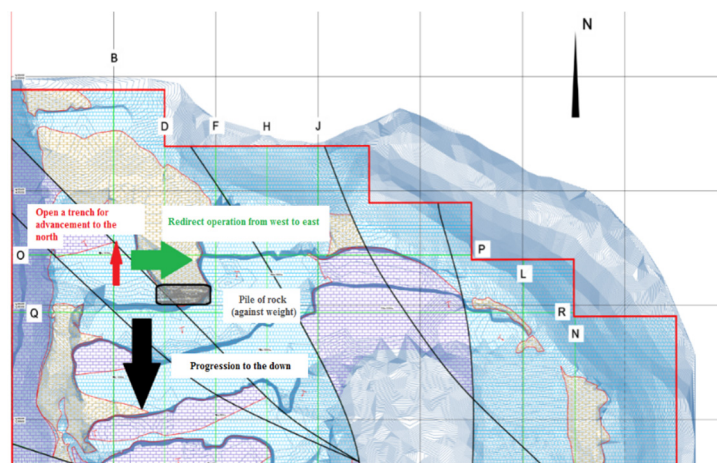 N
B
D
F
H
J
Open a trench for
advancement to the
north
Redirect operation from west to east
O
P
L
Pile of rock
(against weight)
Q
R
N
Progression to the down